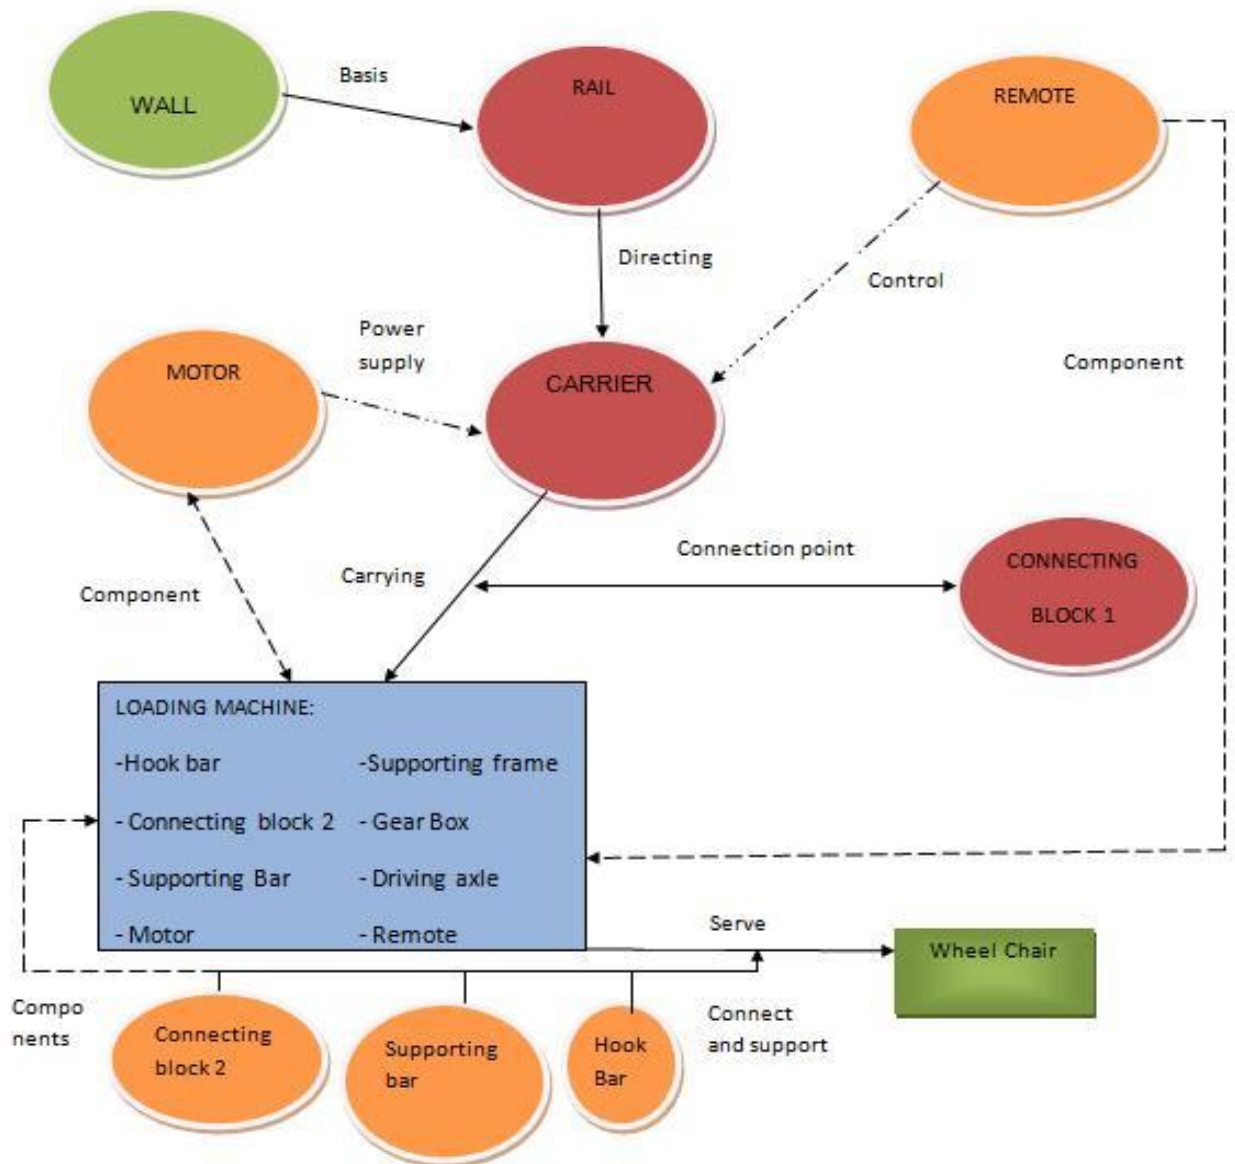 WALL
Basis
RAIL
REMOTE
Directing
Control
Power
supply
MOTOR
CARRIER
Component
Connection point
CONNECTING
BLOCK 1
Carrying
Component
LOADING MACHINE:
-Hook bar -Supporting frame
- Connecting block 2 - Gear Box
- Supporting Bar - Driving axle
- Motor - Remote
Serve
Wheel Chair
Compo
nents
Connecting
block 2
Supporting
bar
Hook
Bar
Connect
and support